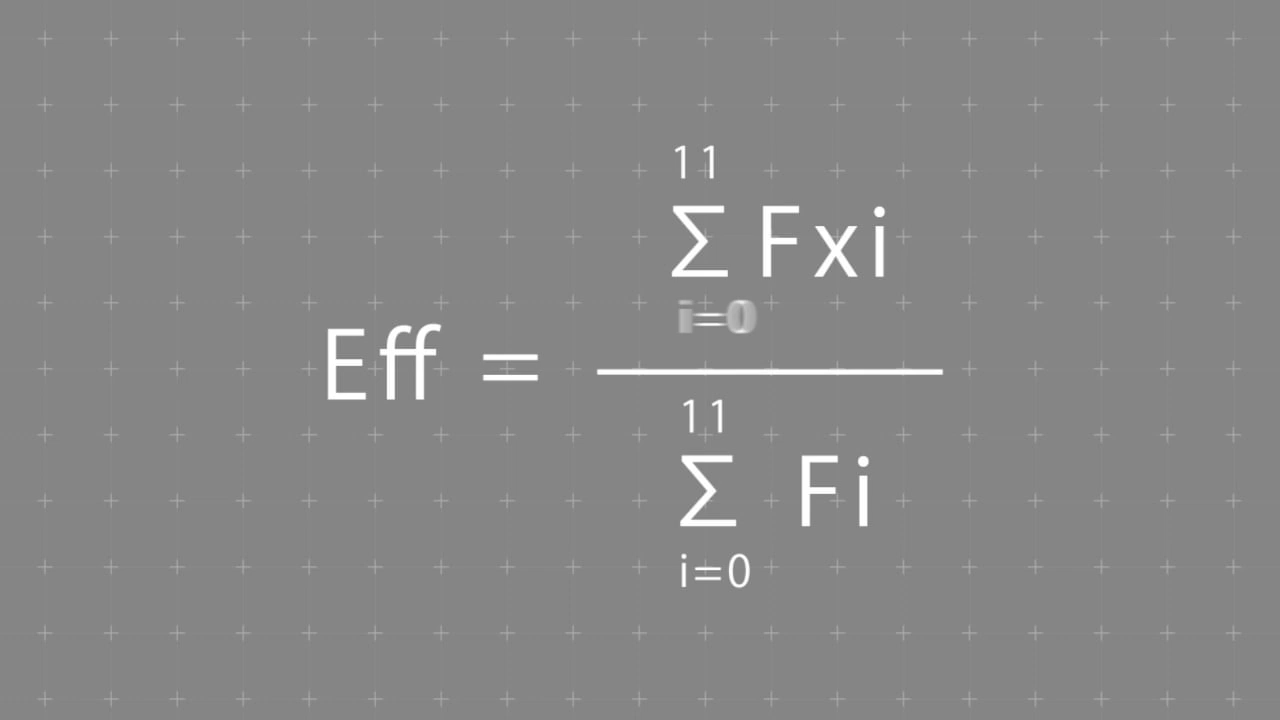 11
Σ Fxi
i=0
Eff =
11
Σ Fi
i=0